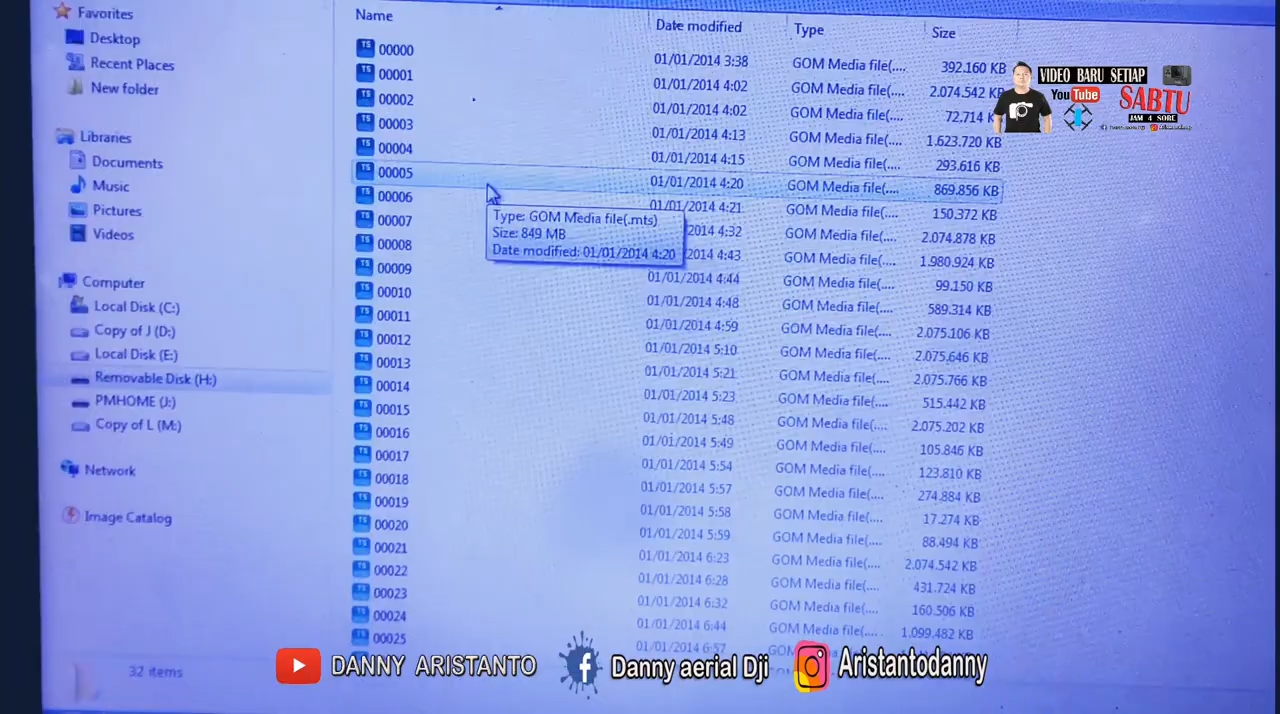 Favorites
Desktop
Recent Places
New folder
Libraries
Documents
Music
Pictures
Videos
Computer
Local Disk (C:)
Copy of J (D:)
Local Disk (E:)
Removable Disk (H:)
PMHOME (J:)
Copy of L (M:)
Network
Image Catalog
Name Date modified Type Size
00000 01/01/2014 3:38 GOM Media file(.... 392.160 KB
00001 01/01/2014 4:02 GOM Media file(.... 2.074.542 KB
00002 01/01/2014 4:02 GOM Media file(.... 72.714 KB
00003 01/01/2014 4:13 GOM Media file(.... 1.623.720 KB
00004 01/01/2014 4:15 GOM Media file(.... 293.616 KB
00005 01/01/2014 4:20 GOM Media file(.... 869.856 KB
00006 01/01/2014 4:21 GOM Media file(.... 150.372 KB
00007 /2014 4:32 GOM Media file(.... 2.074.878 KB
00008 /2014 4:43 GOM Media file(.... 1.980.924 KB
00009 01/01/2014 4:44 GOM Media file(.... 99.150 KB
00010 01/01/2014 4:48 GOM Media file(.... 589.314 KB
00011 01/01/2014 4:59 GOM Media file(.... 2.075.106 KB
00012 01/01/2014 5:10 GOM Media file(.... 2.075.646 KB
00013 01/01/2014 5:21 GOM Media file(.... 2.075.766 KB
00014 01/01/2014 5:23 GOM Media file(.... 515.442 KB
00015 01/01/2014 5:48 GOM Media file(.... 2.075.202 KB
00016 01/01/2014 5:49 GOM Media file(.... 105.846 KB
00017 01/01/2014 5:54 GOM Media file(.... 123.810 KB
00018 01/01/2014 5:57 GOM Media file(.... 274.884 KB
00019 01/01/2014 5:58 GOM Media file(.... 17.274 KB
00020 01/01/2014 5:59 GOM Media file(.... 88.494 KB
00021 01/01/2014 6:23 GOM Media file(.... 2.074.542 KB
00022 01/01/2014 6:28 GOM Media file(.... 431.724 KB
00023 01/01/2014 6:32 GOM Media file(.... 160.506 KB
00024 01/01/2014 6:44 GOM Media file(.... 1.099.482 KB
00025 01/01/2014 6:57
Type: GOM Media file(.mts)
Size: 849 MB
Date modified: 01/01/2014 4:20
32 items
VIDEO BARU SETIAP
YouTube SABTU
JAM 4 SORE
DANNY ARISTANTO Danny aerial Dji Aristantodanny